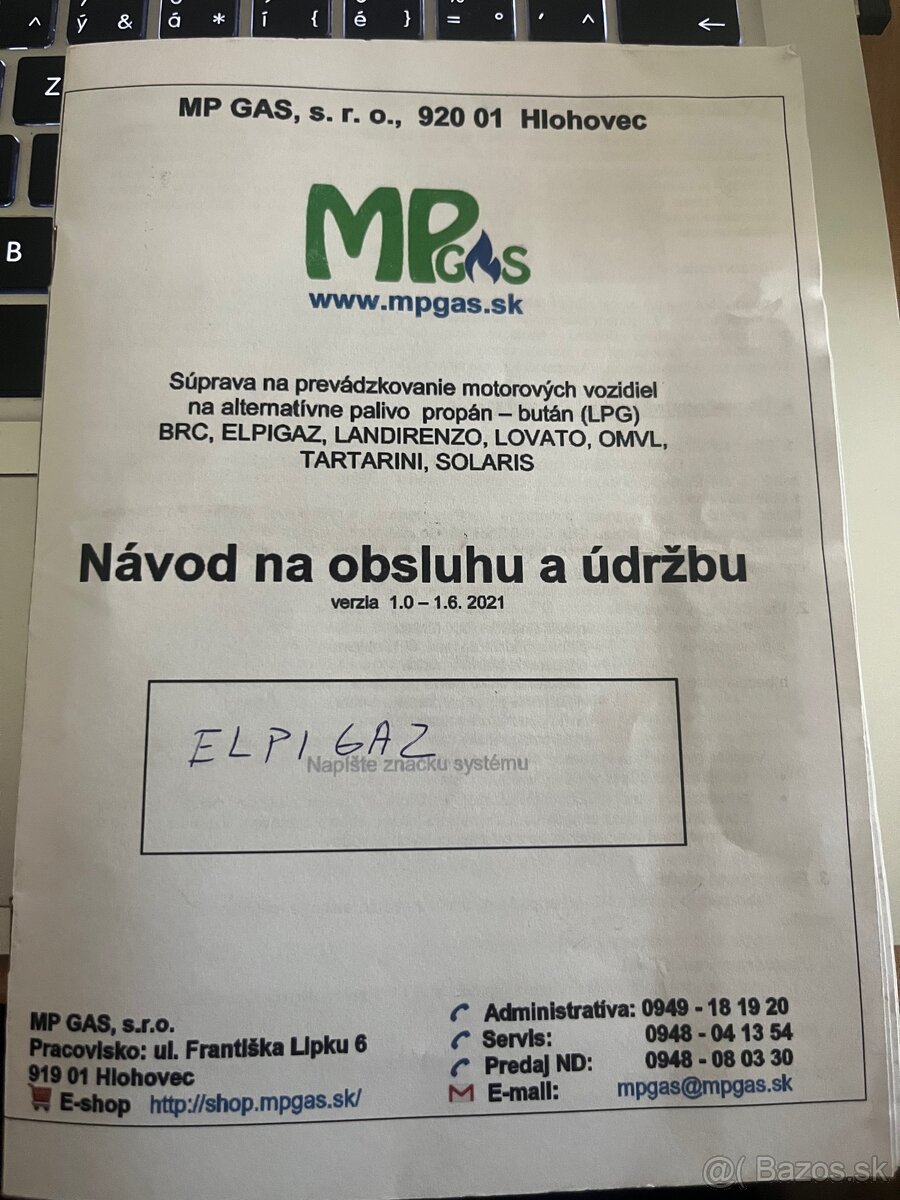 ^ ý & á * í { é } = ° ' ^ ←
Z
B
MP GAS, s. r. o., 920 01 Hlohovec
MP GAS
www.mpgas.sk
Súprava na prevádzkovanie motorových vozidiel
na alternatívne palivo propán – bután (LPG)
BRC, ELPIGAZ, LANDIRENZO, LOVATO, OMVL,
TARTARINI, SOLARIS
Návod na obsluhu a údržbu
verzia 1.0 – 1.6. 2021
ELPIGAZ
Napíšte značku systému
MP GAS, s.r.o.
Pracovisko: ul. Františka Lipku 6
919 01 Hlohovec
E-shop http://shop.mpgas.sk/
Administratíva: 0949 - 18 19 20
Servis: 0948 - 04 13 54
Predaj ND: 0948 - 08 03 30
E-mail: mpgas@mpgas.sk
@( Bazos.sk